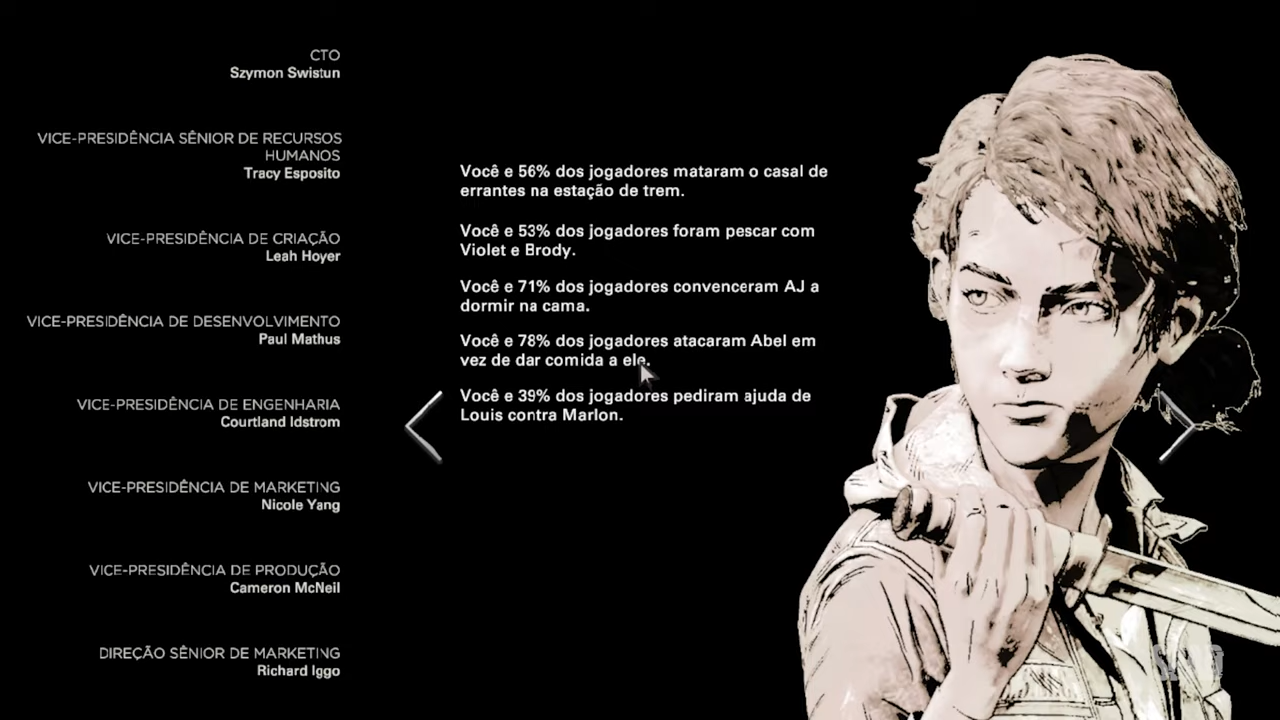 CTO
Szymon Swistun
VICE-PRESIDÊNCIA SÊNIOR DE RECURSOS
HUMANOS
Tracy Esposito
VICE-PRESIDÊNCIA DE CRIAÇÃO
Leah Hoyer
VICE-PRESIDÊNCIA DE DESENVOLVIMENTO
Paul Mathus
VICE-PRESIDÊNCIA DE ENGENHARIA
Courtland Idstrom
VICE-PRESIDÊNCIA DE MARKETING
Nicole Yang
VICE-PRESIDÊNCIA DE PRODUÇÃO
Cameron McNeil
DIREÇÃO SÊNIOR DE MARKETING
Richard Iggo
Você e 56% dos jogadores mataram o casal de
errantes na estação de trem.
Você e 53% dos jogadores foram pescar com
Violet e Brody.
Você e 71% dos jogadores convenceram AJ a
dormir na cama.
Você e 78% dos jogadores atacaram Abel em
vez de dar comida a ele.
Você e 39% dos jogadores pediram ajuda de
Louis contra Marlon.